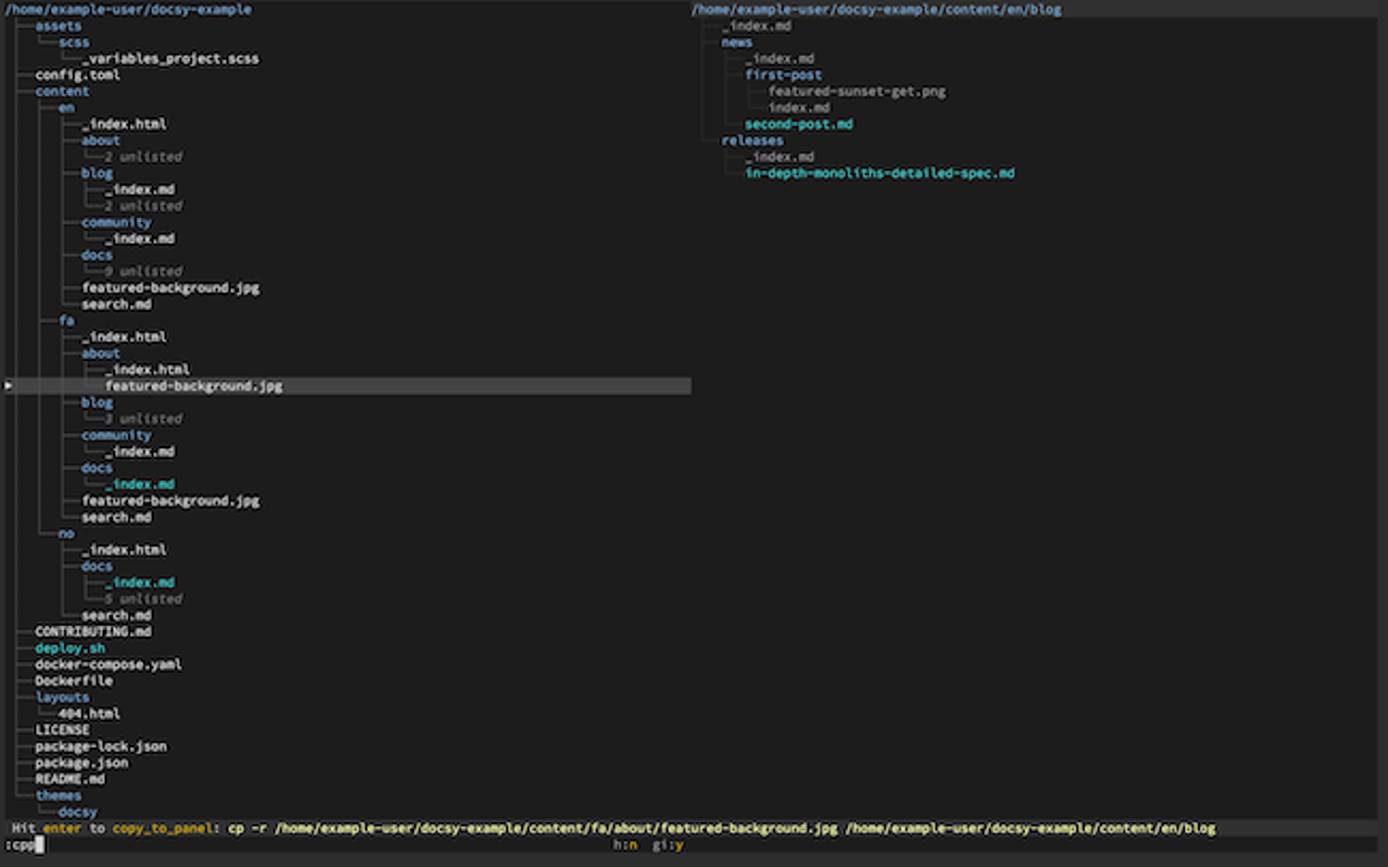 /home/example-user/docsy-example
assets
scss
_variables_project.scss
config.toml
content
en
_index.html
about
2 unlisted
blog
_index.md
2 unlisted
community
_index.md
docs
9 unlisted
featured-background.jpg
search.md
fa
_index.html
about
_index.html
featured-background.jpg
blog
3 unlisted
community
_index.md
docs
_index.md
featured-background.jpg
search.md
no
_index.html
docs
_index.md
5 unlisted
search.md
CONTRIBUTING.md
deploy.sh
docker-compose.yaml
Dockerfile
layouts
404.html
LICENSE
package-lock.json
package.json
README.md
themes
docsy
/home/example-user/docsy-example/content/en/blog
_index.md
news
_index.md
first-post
featured-sunset-get.png
index.md
second-post.md
releases
_index.md
in-depth-monoliths-detailed-spec.md
Hit enter to copy_to_panel: cp -r /home/example-user/docsy-example/content/fa/about/featured-background.jpg /home/example-user/docsy-example/content/en/blog
:cpp h:n gi:y